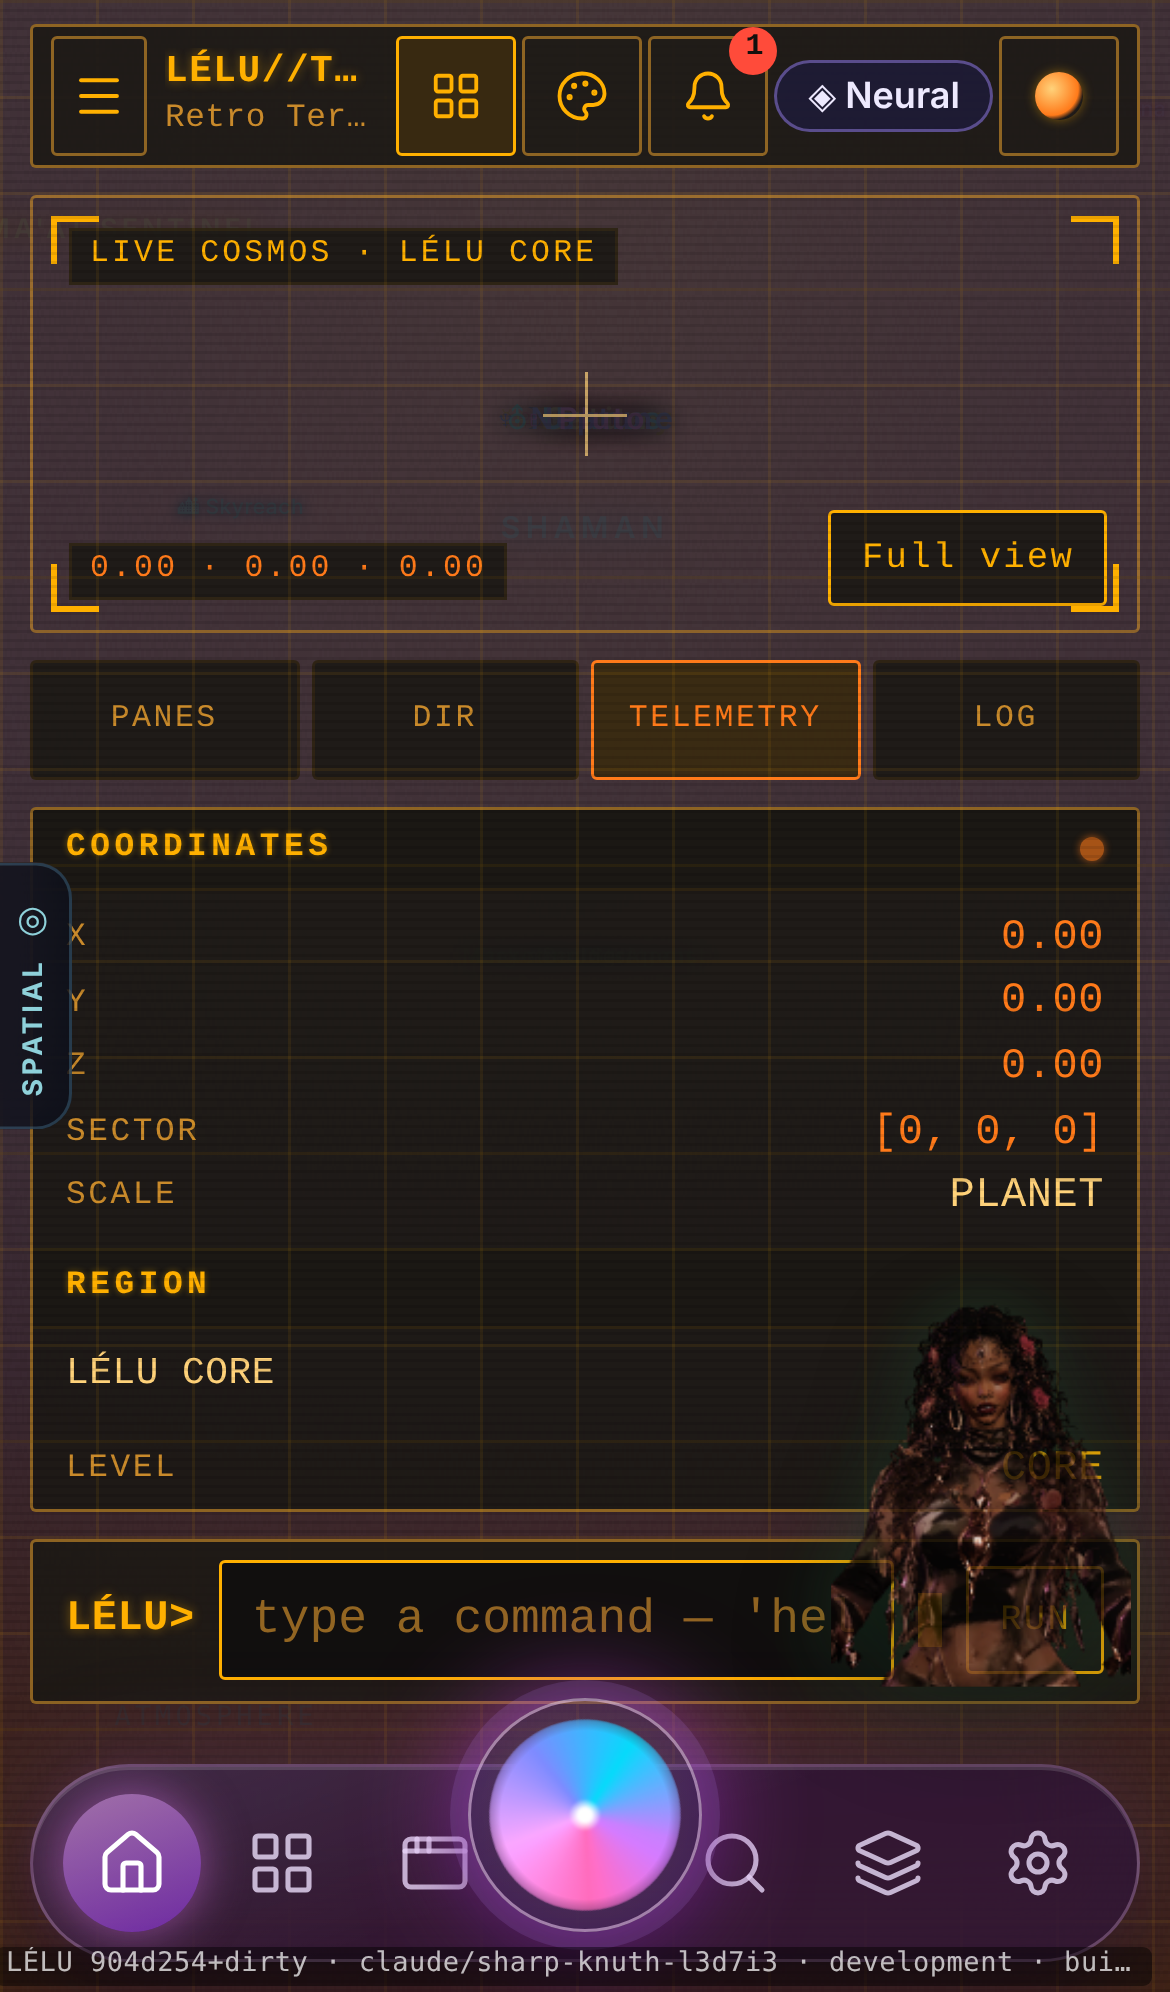 LÉLU//T…
Retro Ter…
1
◈ Neural
LIVE COSMOS · LÉLU CORE
SHAMAN
0.00 · 0.00 · 0.00
Full view
PANES
DIR
TELEMETRY
LOG
COORDINATES
X 0.00
Y 0.00
Z 0.00
SECTOR [0, 0, 0]
SCALE PLANET
SPATIAL ◎
REGION
LÉLU CORE
LEVEL CORE
LÉLU> type a command — 'he RUN
LÉLU 904d254+dirty · claude/sharp-knuth-l3d7i3 · development · bui…